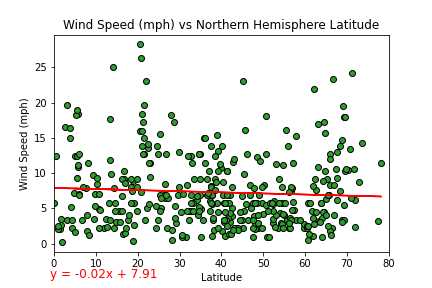 Wind Speed (mph) vs Northern Hemisphere Latitude
Wind Speed (mph)
25
20
15
10
5
0
0 10 20 30 40 50 60 70 80
Latitude
y = -0.02x + 7.91